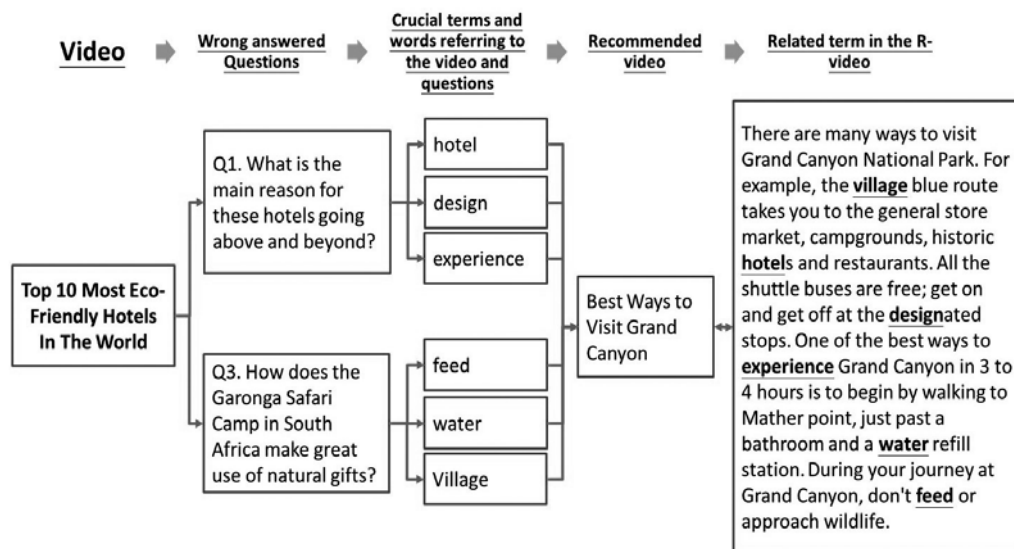 Video
Wrong answered
Questions
Crucial terms and
words referring to
the video and
questions
Recommended
video
Related term in the R-
video
Top 10 Most Eco-
Friendly Hotels
In The World
Q1. What is the
main reason for
these hotels going
above and beyond?
hotel
design
experience
Q3. How does the
Garonga Safari
Camp in South
Africa make great
use of natural gifts?
feed
water
Village
Best Ways to
Visit Grand
Canyon
There are many ways to visit
Grand Canyon National Park. For
example, the village blue route
takes you to the general store
market, campgrounds, historic
hotels and restaurants. All the
shuttle buses are free; get on
and get off at the designated
stops. One of the best ways to
experience Grand Canyon in 3 to
4 hours is to begin by walking to
Mather point, just past a
bathroom and a water refill
station. During your journey at
Grand Canyon, don't feed or
approach wildlife.